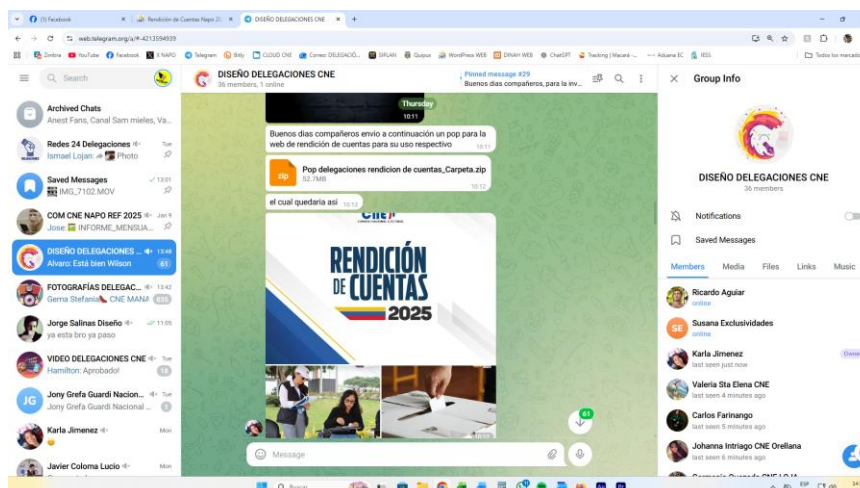 (1) Facebook
Rendición de Cuentas Napo 20
DISEÑO DELEGACIONES CNE
web.telegram.org/a/#-4213594939
Zimbra
YouTube
Facebook
X NAPO
Telegram
Bitly
CLOUD CNE
Correo DELEGACIÓ...
SIPLAN
Quipux
WordPress WEB
DINAH WEB
ChatGPT
Tracking | Macaré -...
Aduana EC
IESS
Todos los marcado
Search
Archived Chats
Anest Fans, Canal Sam mieles, Va...
Redes 24 Delegaciones
Tue
Ismael Lojan:
Photo
Saved Messages
13:01
IMG_7102.MOV
COM CNE NAPO REF 2025
Jan 9
Jose: INFORME_MENSUA...
DISEÑO DELEGACIONES ...
13:48
Alvaro: Está bien Wilson
61
FOTOGRAFÍAS DELEGAC...
13:42
Gema Stefania CNE MANA
835
Jorge Salinas Diseño
11:05
ya esta bro ya paso
VIDEO DELEGACIONES CNE
Tue
Hamilton: Aprobado!
Jony Grefa Guardi Nacion...
Mon
JG
Jony Grefa Guardi Nacional ...
Karla Jimenez
Mon
Javier Coloma Lucio
Mon
DISEÑO DELEGACIONES CNE
36 members, 1 online
Pinned message #29
Buenos dias compañeros, para la inv...
Thursday
10:11
Buenos dias compañeros envio a continuación un pop para la
web de rendición de cuentas para su uso respectivo
10:11
zip
Pop delegaciones rendicion de cuentas_Carpeta.zip
52.7MB
10:12
el cual quedaria asi
10:12
CNE
RENDICIÓN
DE CUENTAS
2025
61
Message
Group Info
DISEÑO DELEGACIONES CNE
36 members
Notifications
Saved Messages
Members
Media
Files
Links
Music
Ricardo Aguiar
online
SE
Susana Exclusividades
online
Karla Jimenez
Owner
last seen just now
Valeria Sta Elena CNE
last seen 4 minutes ago
Carlos Farinango
last seen 5 minutes ago
Johanna Intriago CNE Orellana
last seen 6 minutes ago
Buscar
ESP